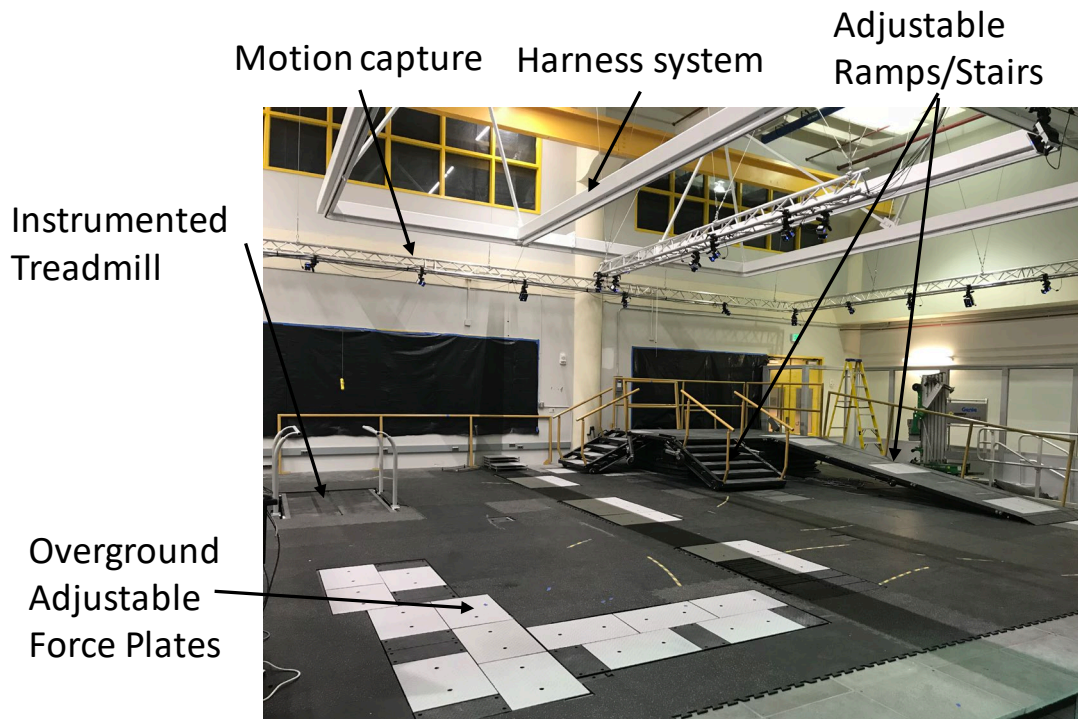 Motion capture
Harness system
Adjustable
Ramps/Stairs
Instrumented
Treadmill
Overground
Adjustable
Force Plates